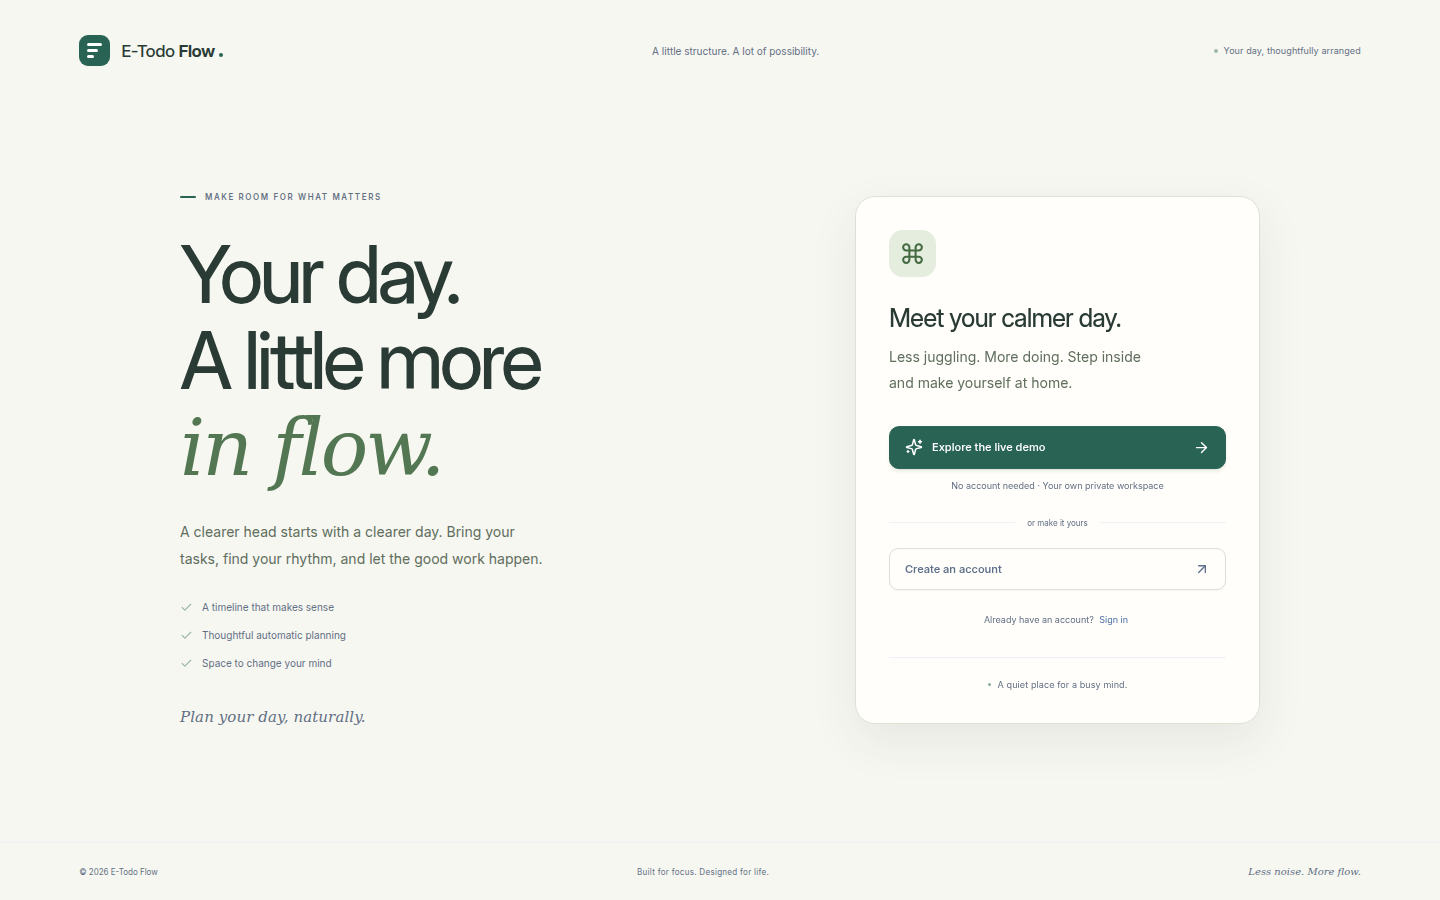 E-Todo Flow.
A little structure. A lot of possibility.
Your day, thoughtfully arranged
MAKE ROOM FOR WHAT MATTERS
Your day.
A little more
in flow.
A clearer head starts with a clearer day. Bring your
tasks, find your rhythm, and let the good work happen.
A timeline that makes sense
Thoughtful automatic planning
Space to change your mind
Plan your day, naturally.
Meet your calmer day.
Less juggling. More doing. Step inside
and make yourself at home.
Explore the live demo
No account needed · Your own private workspace
or make it yours
Create an account
Already have an account? Sign in
A quiet place for a busy mind.
© 2026 E-Todo Flow
Built for focus. Designed for life.
Less noise. More flow.